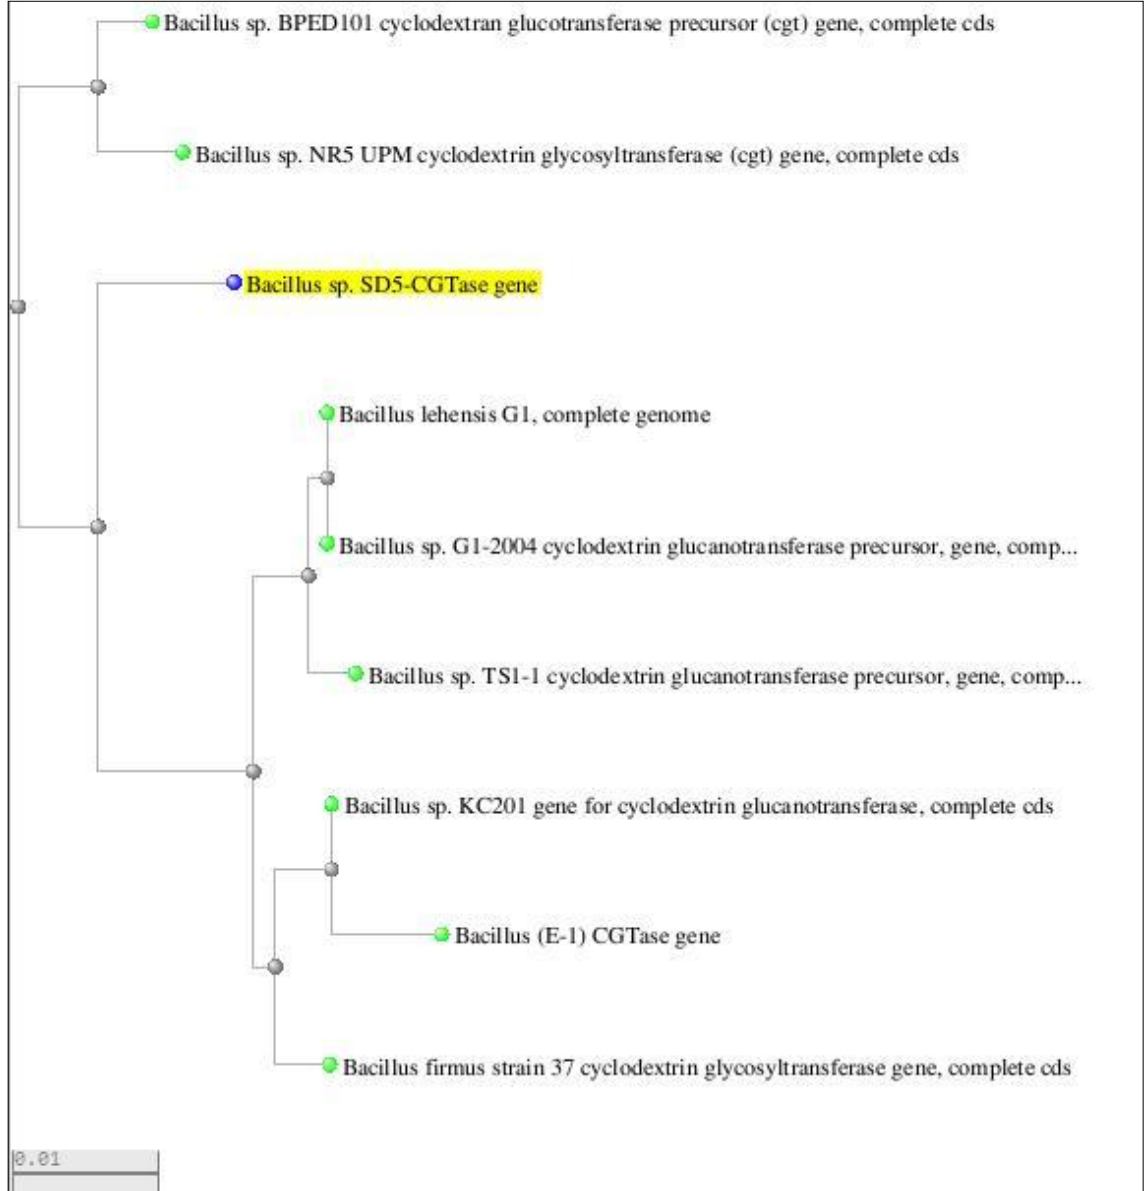 Bacillus sp. BPED101 cyclodextran glucotransferase precursor (cgt) gene, complete cds
Bacillus sp. NR5 UPM cyclodextrin glycosyltransferase (cgt) gene, complete cds
Bacillus sp. SD5-CGTase gene
Bacillus lehensis G1, complete genome
Bacillus sp. G1-2004 cyclodextrin glucanotransferase precursor, gene, comp...
Bacillus sp. TS1-1 cyclodextrin glucanotransferase precursor, gene, comp...
Bacillus sp. KC201 gene for cyclodextrin glucanotransferase, complete cds
Bacillus (E-1) CGTase gene
Bacillus firmus strain 37 cyclodextrin glycosyltransferase gene, complete cds
0.01